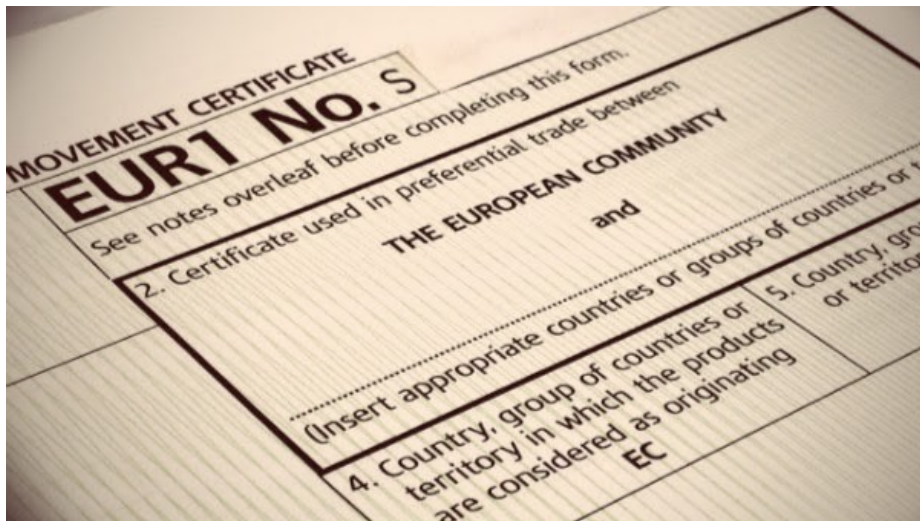 MOVEMENT CERTIFICATE
EUR1 No. S
See notes overleaf before completing this form.
2. Certificate used in preferential trade between
THE EUROPEAN COMMUNITY
and
(Insert appropriate countries or groups of countries or
4. Country, group of countries or
territory in which the products
are considered as originating
EC
5. Country,
or